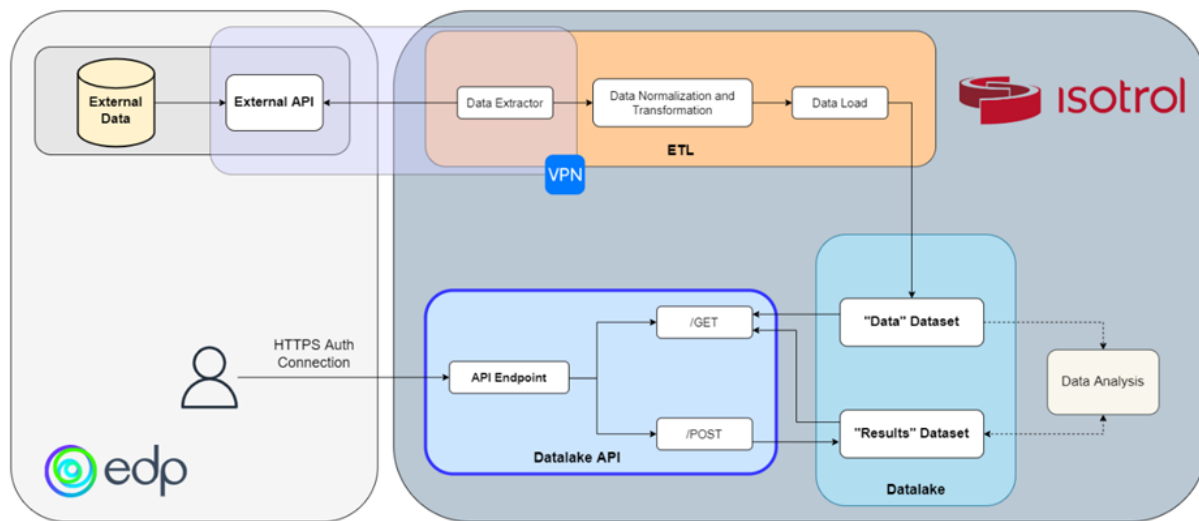 External
Data
External API
Data Extractor
Data Normalization and
Transformation
Data Load
ETL
VPN
ISOTROL
HTTPS Auth
Connection
API Endpoint
/GET
/POST
Datalake API
"Data" Dataset
"Results" Dataset
Datalake
Data Analysis
edp